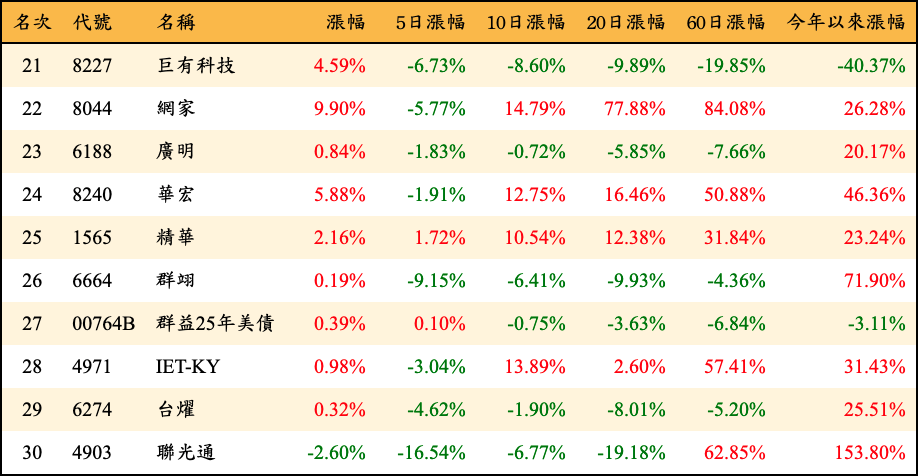 名次 代號 名稱 漲幅 5日漲幅 10日漲幅 20日漲幅 60日漲幅 今年以來漲幅
21 8227 巨有科技 4.59% -6.73% -8.60% -9.89% -19.85% -40.37%
22 8044 網家 9.90% -5.77% 14.79% 77.88% 84.08% 26.28%
23 6188 廣明 0.84% -1.83% -0.72% -5.85% -7.66% 20.17%
24 8240 華宏 5.88% -1.91% 12.75% 16.46% 50.88% 46.36%
25 1565 精華 2.16% 1.72% 10.54% 12.38% 31.84% 23.24%
26 6664 群翊 0.19% -9.15% -6.41% -9.93% -4.36% 71.90%
27 00764B 群益25年美債 0.39% 0.10% -0.75% -3.63% -6.84% -3.11%
28 4971 IET-KY 0.98% -3.04% 13.89% 2.60% 57.41% 31.43%
29 6274 台燿 0.32% -4.62% -1.90% -8.01% -5.20% 25.51%
30 4903 聯光通 -2.60% -16.54% -6.77% -19.18% 62.85% 153.80%